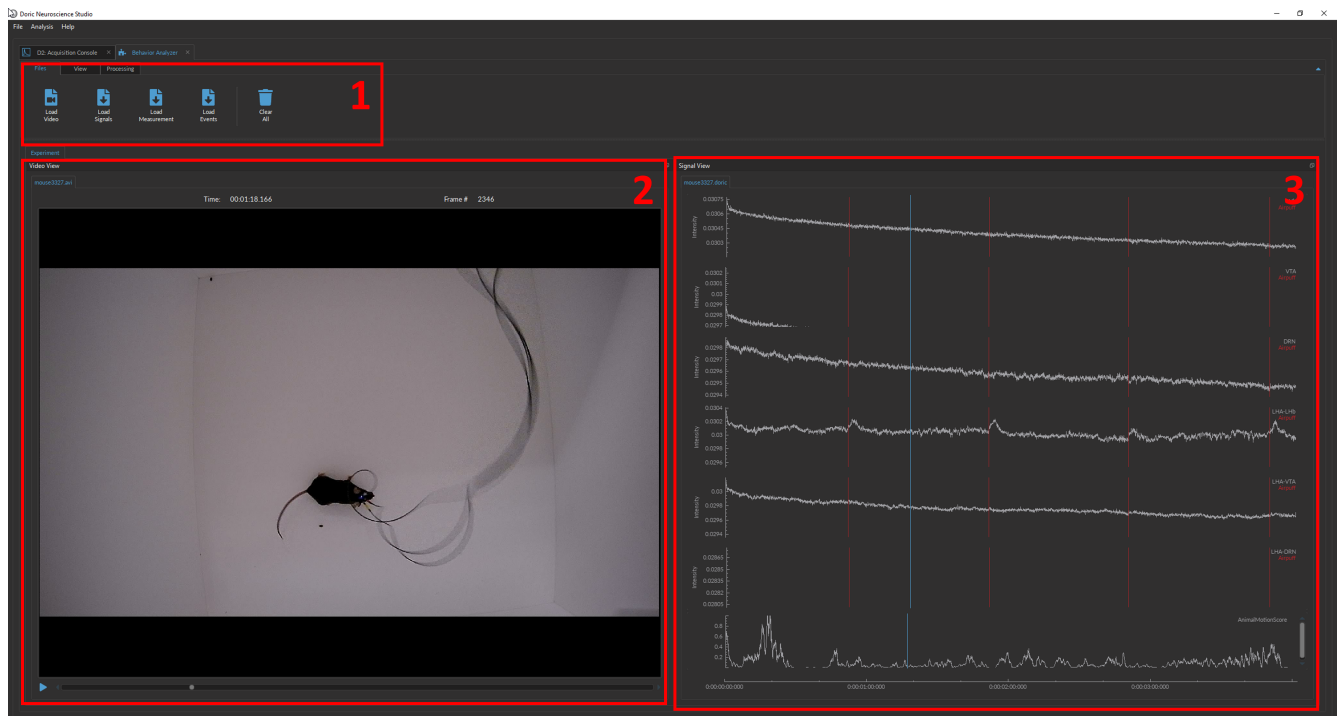 Doric Neuroscience Studio
File Analysis Help
D2: Acquisition Console × Behavior Analyzer ×
Files View Processing
Load Video
Load Signals
Load Measurement
Load Events
Clear All
1
Experiment
Video View
mouse3327.avi
2
Time: 00:01:18.166 Frame # 2346
Signal View
mouse3327.doric
3
Intensity
0.03075
0.0306
0.03045
0.0303
Airpuff
VTA
Airpuff
Intensity
0.0302
0.0301
0.03
0.0299
0.0298
0.0297
DRN
Airpuff
Intensity
0.0298
0.0297
0.0296
0.0295
0.0294
LHA-LHb
Airpuff
Intensity
0.0304
0.0302
0.03
0.0298
0.0296
LHA-VTA
Airpuff
Intensity
0.03
0.0298
0.0296
0.0294
LHA-DRN
Airpuff
Intensity
0.02865
0.0285
0.02835
0.0282
0.02805
AnimalMotionScore
0.8
0.6
0.4
0.2
0:00:00:00.000 0:00:01:00.000 0:00:02:00.000 0:00:03:00.000